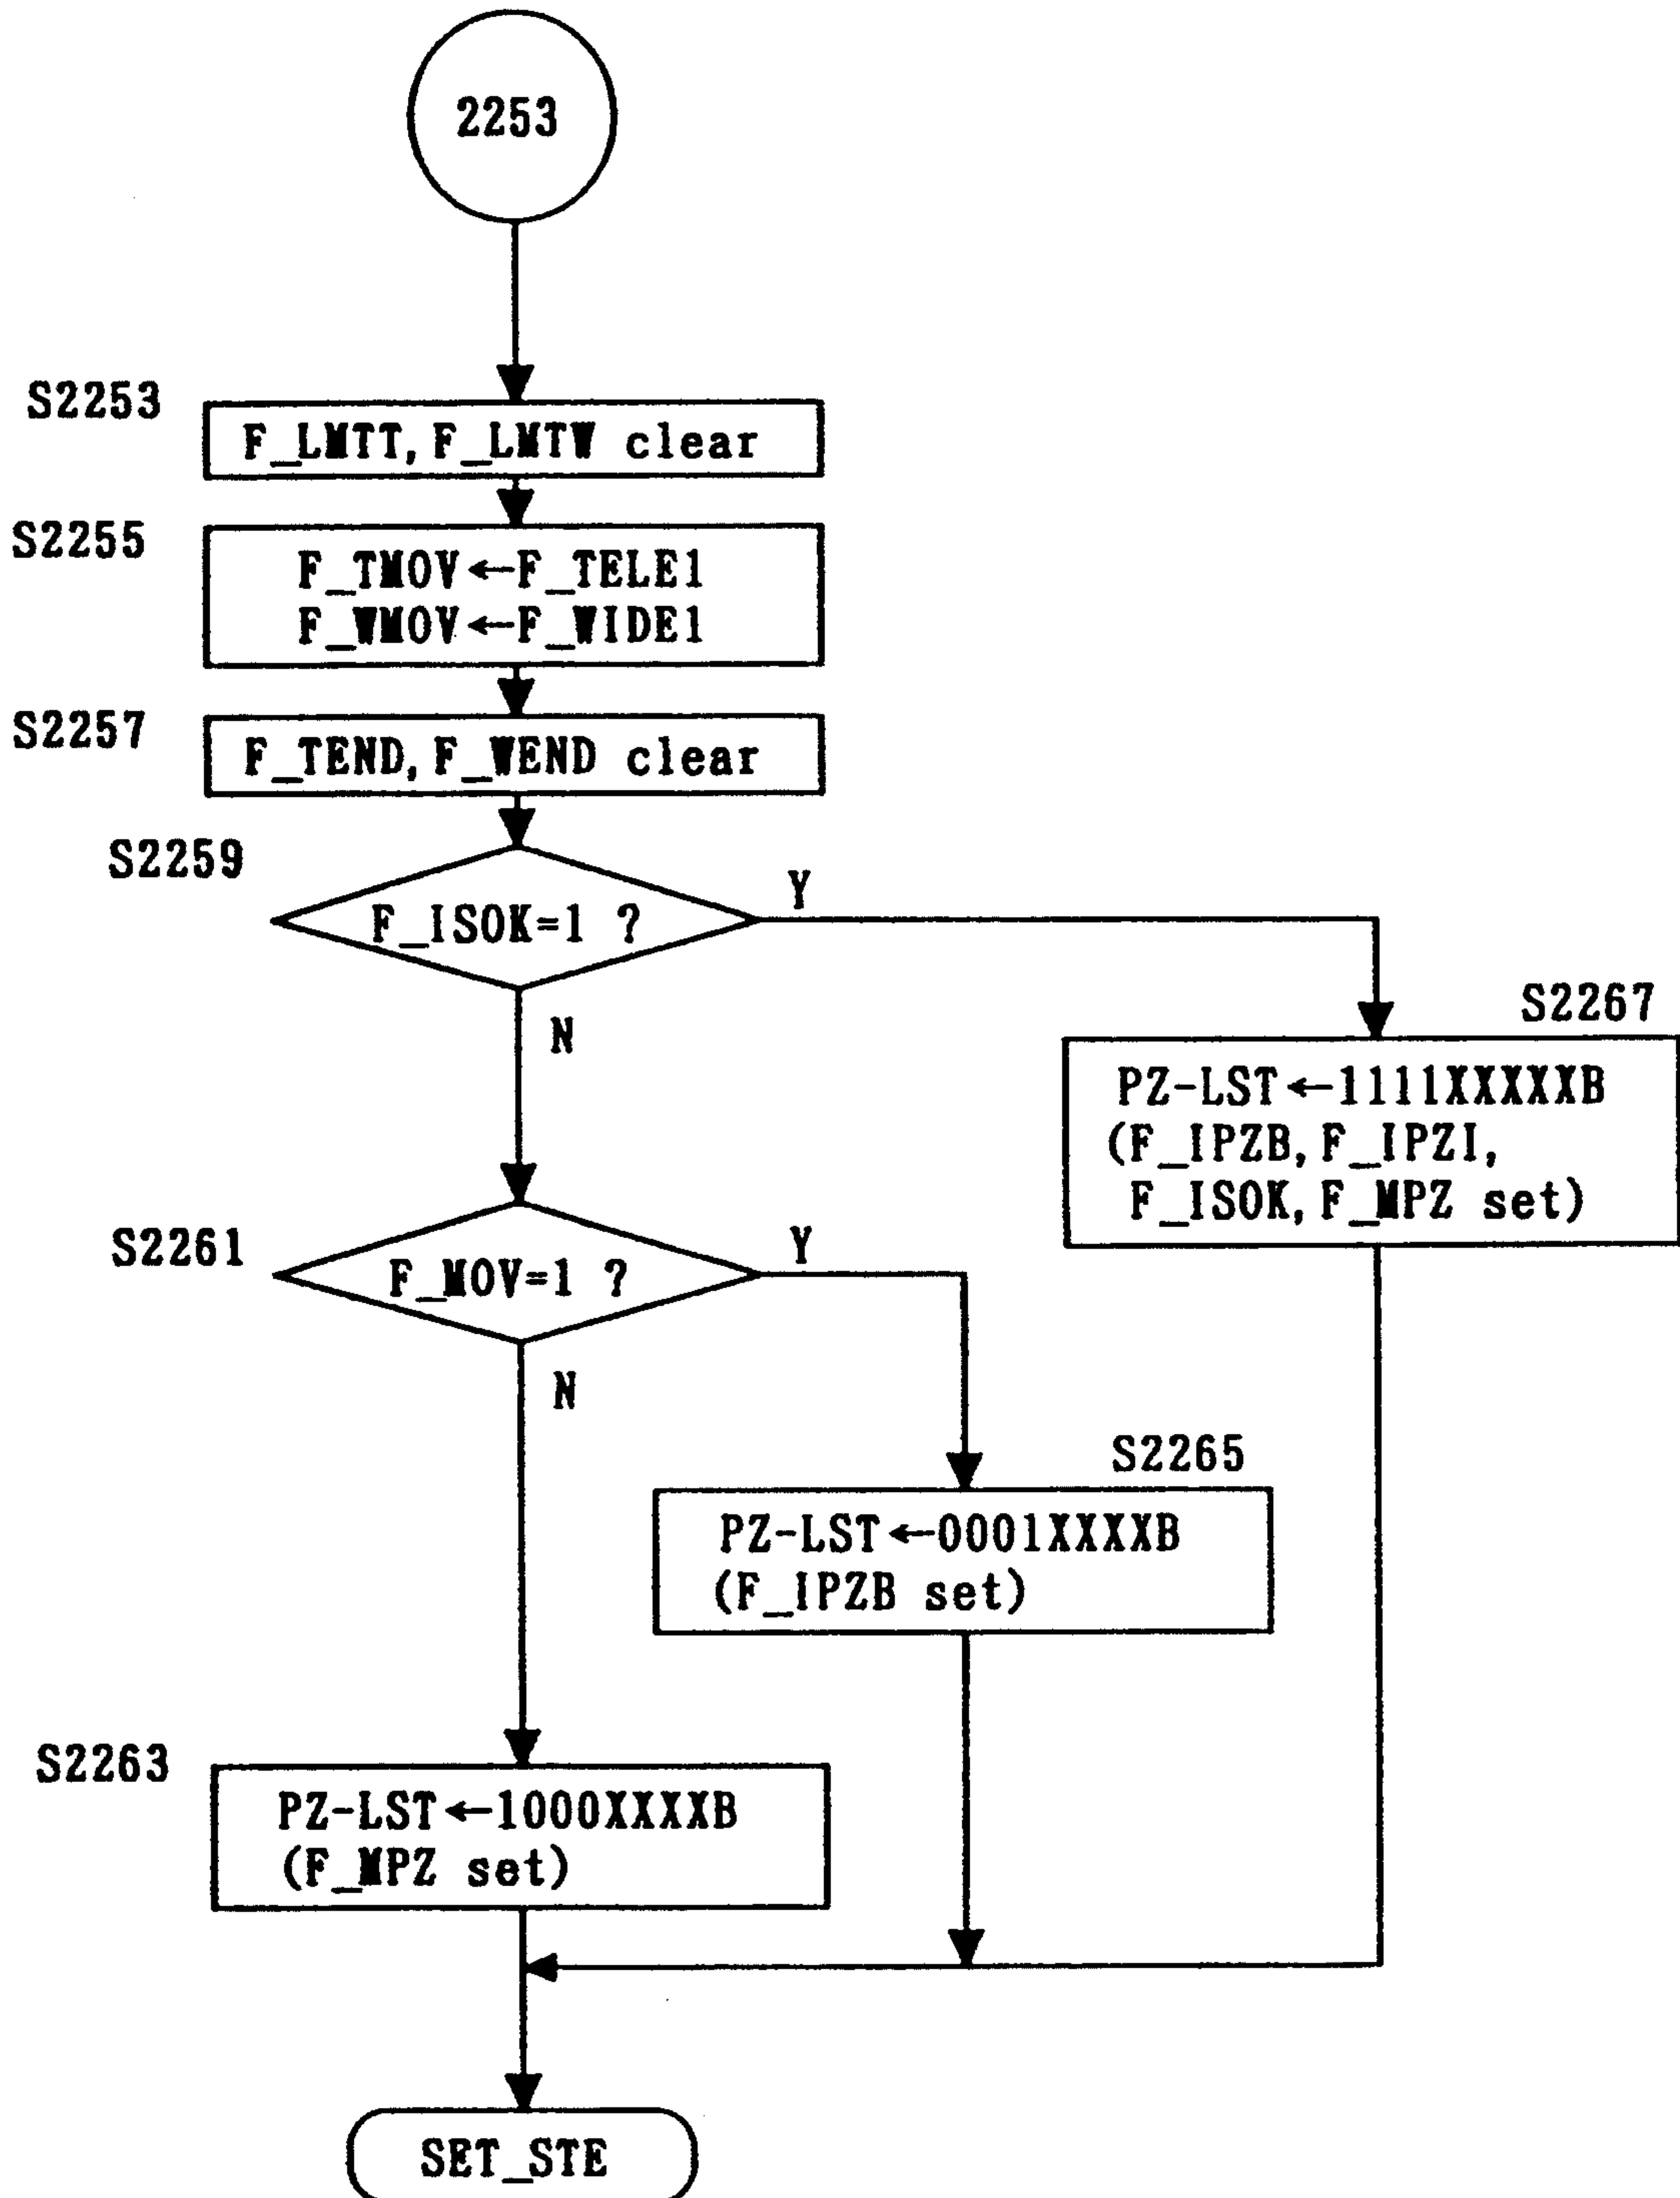 2253
S2253
F_LMTT, F_LMTW clear
S2255
F_TMOV←F_TELE1
F_WMOV←F_WIDE1
S2257
F_TEND, F_WEND clear
S2259
F_ISOK=1 ?
Y
N
S2267
PZ-LST←1111XXXXXB
(F_IPZB, F_IPZI,
F_ISOK, F_MPZ set)
S2261
F_MOV=1 ?
Y
N
S2265
PZ-LST←0001XXXXB
(F_IPZB set)
S2263
PZ-LST←1000XXXXB
(F_MPZ set)
SET_STE